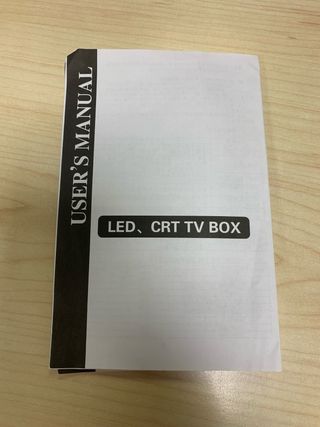 USER'S MANUAL
LED、CRT TV BOX